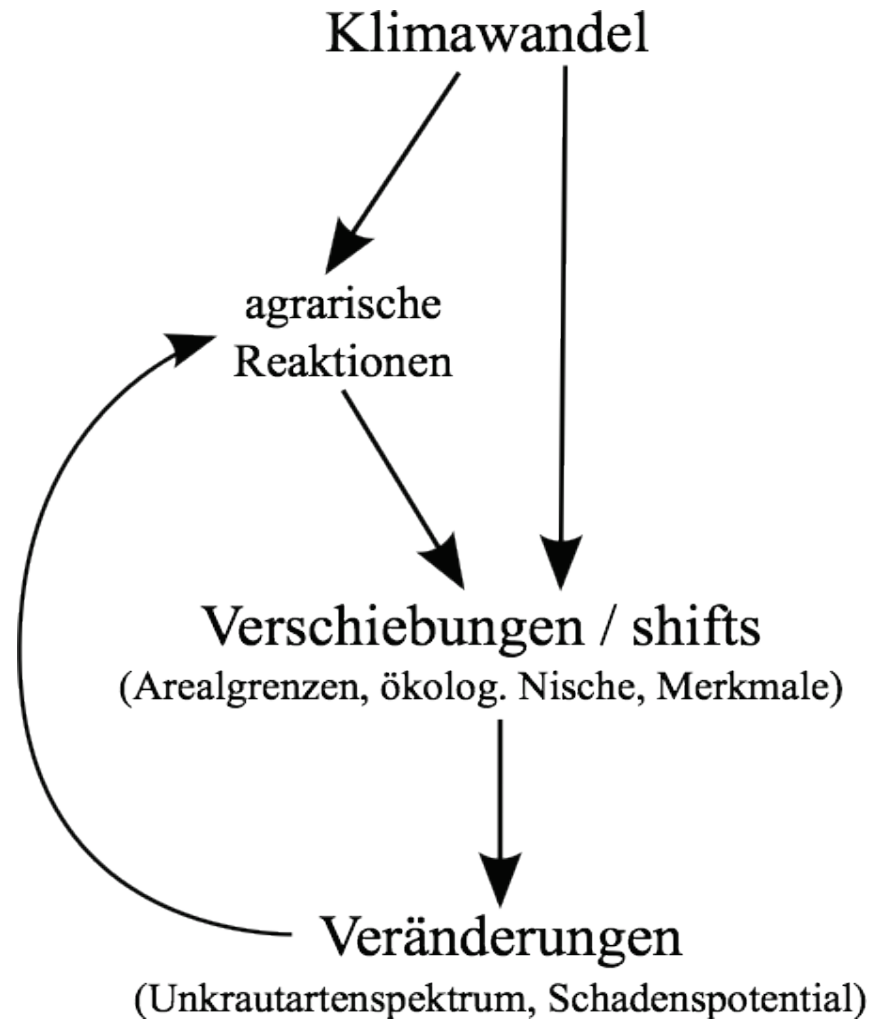 Klimawandel
agrarische
Reaktionen
Verschiebungen / shifts
(Arealgrenzen, ökolog. Nische, Merkmale)
Veränderungen
(Unkrautartenspektrum, Schadenspotential)